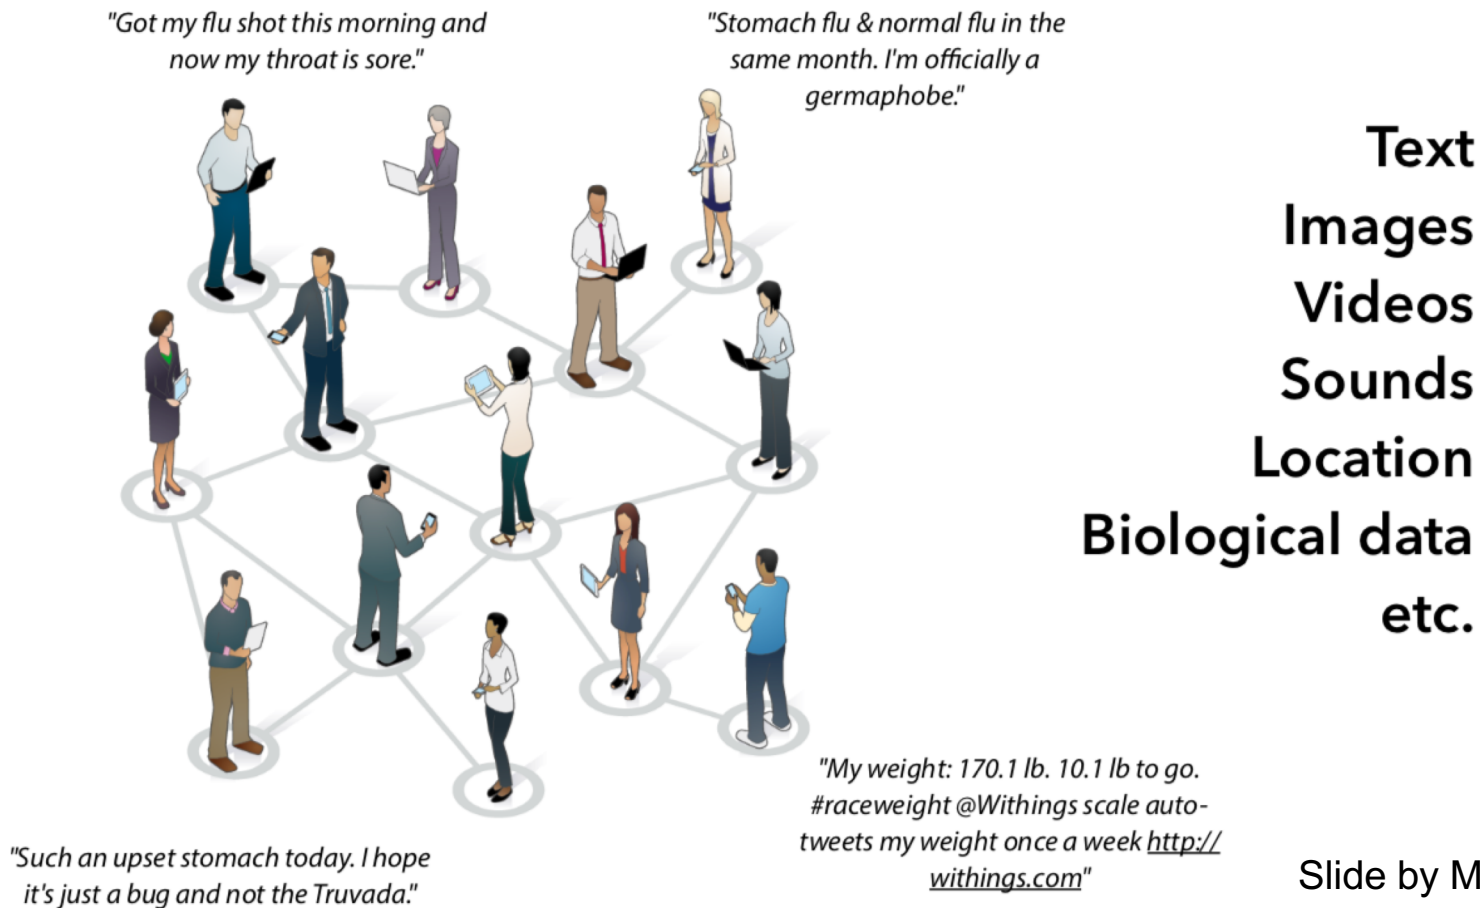 "Got my flu shot this morning and
now my throat is sore."
"Stomach flu & normal flu in the
same month. I'm officially a
germaphobe."
Text
Images
Videos
Sounds
Location
Biological data
etc.
"My weight: 170.1 lb. 10.1 lb to go.
#raceweight @Withings scale auto-
tweets my weight once a week http://
withings.com"
"Such an upset stomach today. I hope
it's just a bug and not the Truvada."
Slide by M